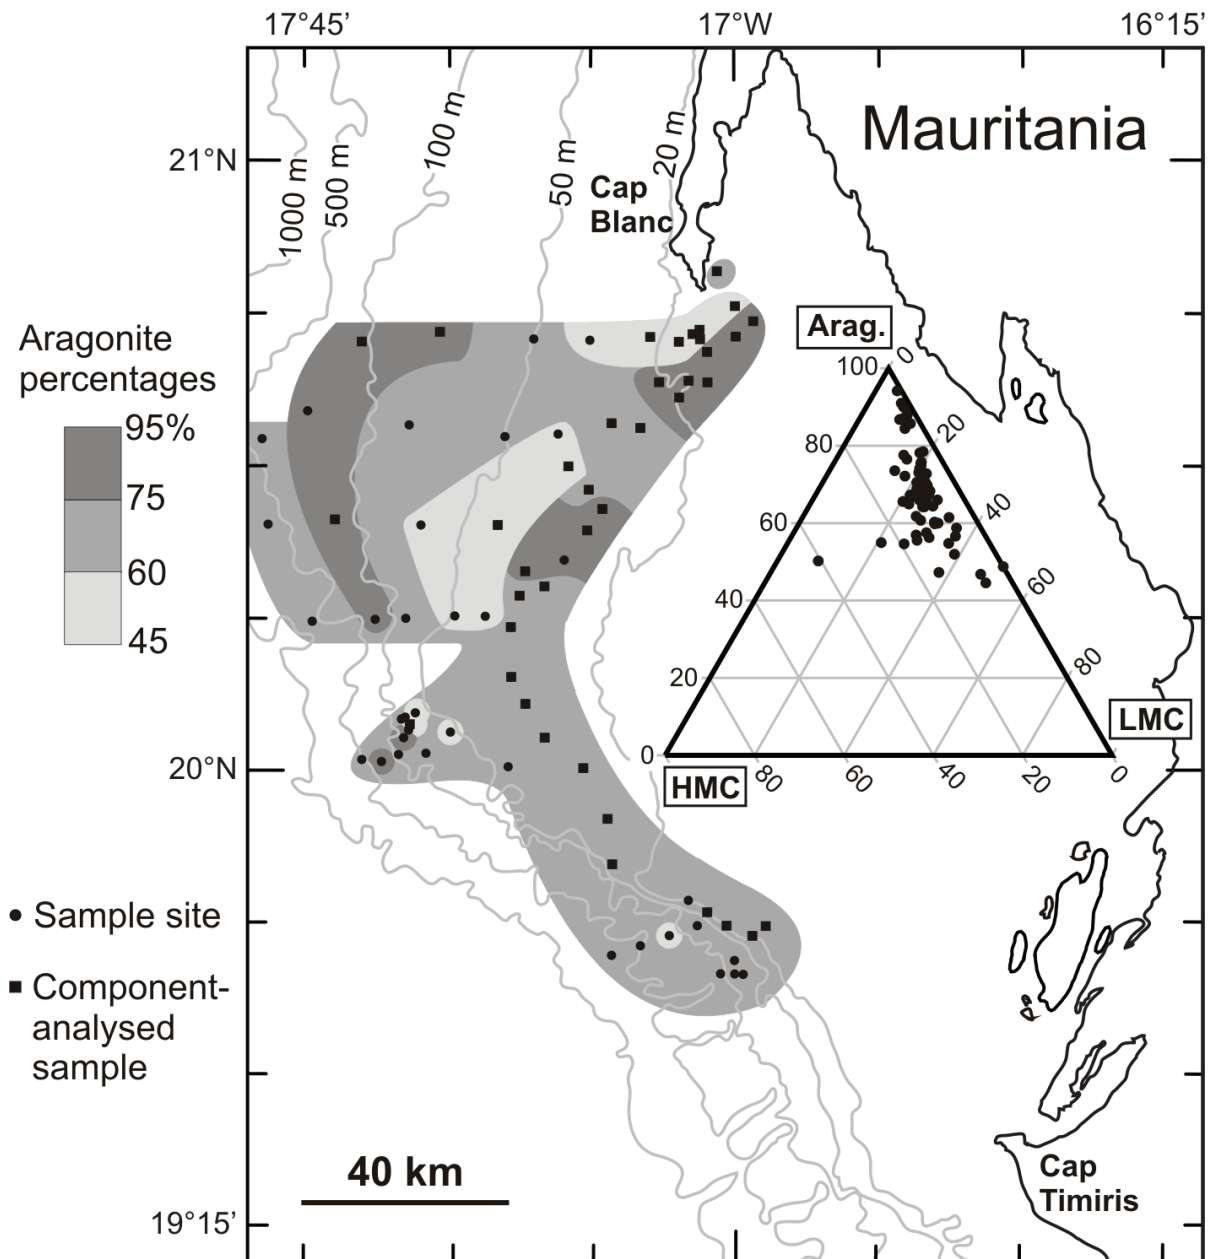 17°45’
17°W
16°15’
Mauritania
21°N
1000 m
500 m
100 m
50 m
20 m
Cap
Blanc
Aragonite
percentages
95%
75
60
45
Arag.
100
0
80
20
60
40
40
60
20
80
0
LMC
HMC
80
60
40
20
0
20°N
Sample site
Component-
analysed
sample
40 km
Cap
Timiris
19°15’